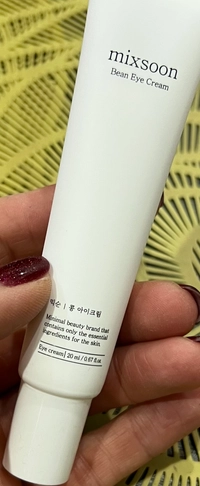 mixsoon
Bean Eye Cream
믹순 | 콩 아이크림
Minimal beauty brand that
contains only the essential
ingredients for the skin.
Eye cream | 20 ml / 0.67 fl.oz.